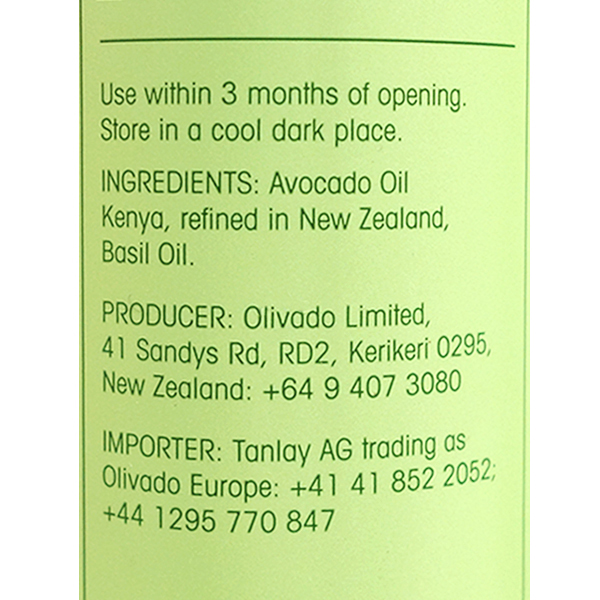 Use within 3 months of opening.
Store in a cool dark place.
INGREDIENTS: Avocado Oil
Kenya, refined in New Zealand,
Basil Oil.
PRODUCER: Olivado Limited,
41 Sandys Rd, RD2, Kerikeri 0295,
New Zealand: +64 9 407 3080
IMPORTER: Tanlay AG trading as
Olivado Europe: +41 41 852 2052;
+44 1295 770 847